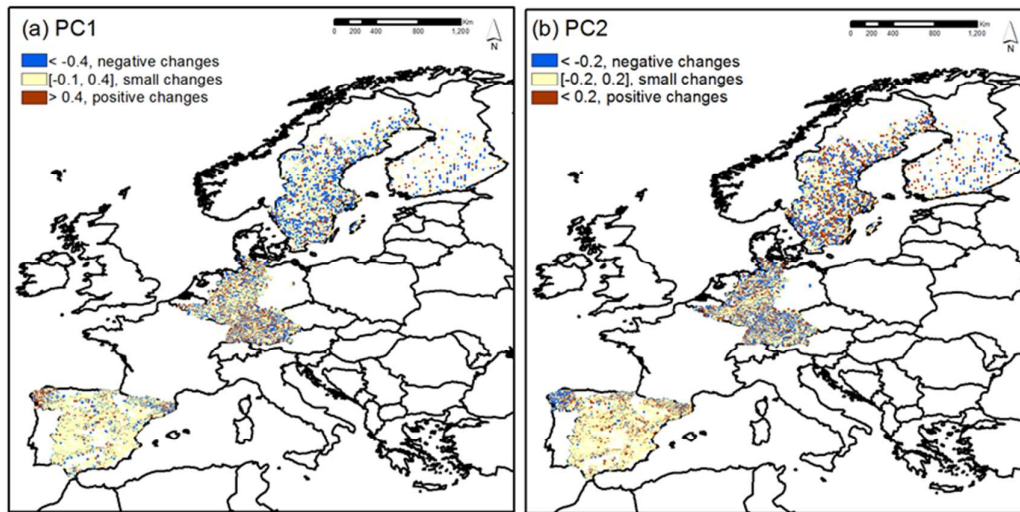 (a) PC1
Km
0 200 400 800 1,200
N
< -0.4, negative changes
[-0.1, 0.4], small changes
> 0.4, positive changes
(b) PC2
Km
0 200 400 800 1,200
N
< -0.2, negative changes
[-0.2, 0.2], small changes
< 0.2, positive changes